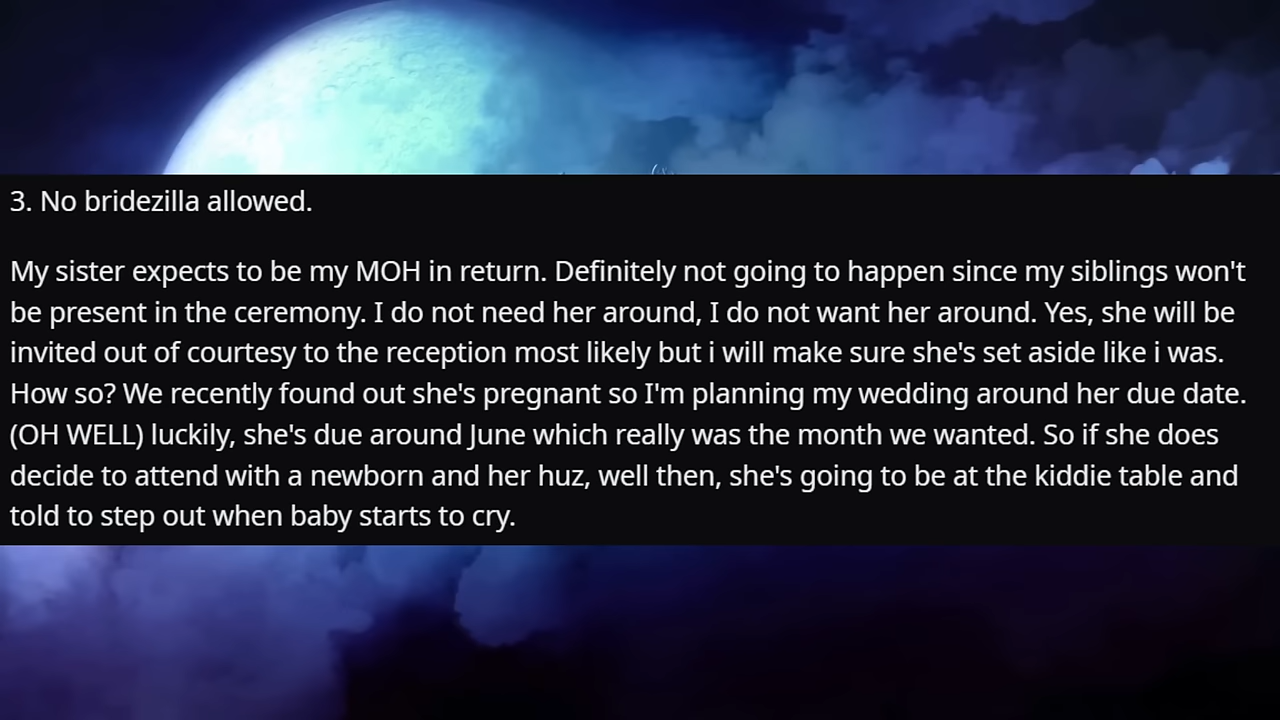 3. No bridezilla allowed.
My sister expects to be my MOH in return. Definitely not going to happen since my siblings won't
be present in the ceremony. I do not need her around, I do not want her around. Yes, she will be
invited out of courtesy to the reception most likely but i will make sure she's set aside like i was.
How so? We recently found out she's pregnant so I'm planning my wedding around her due date.
(OH WELL) luckily, she's due around June which really was the month we wanted. So if she does
decide to attend with a newborn and her huz, well then, she's going to be at the kiddie table and
told to step out when baby starts to cry.